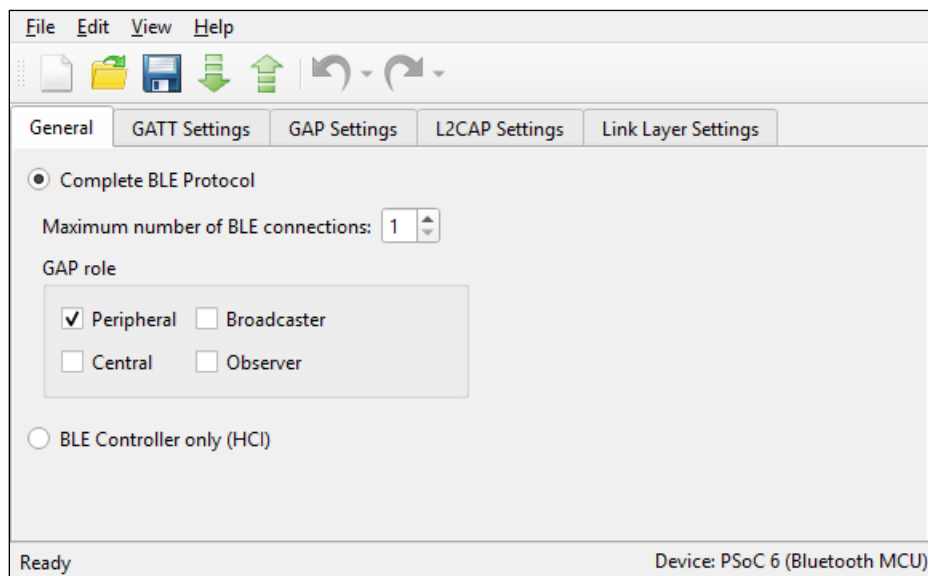 File Edit View Help
General GATT Settings GAP Settings L2CAP Settings Link Layer Settings
Complete BLE Protocol
Maximum number of BLE connections: 1
GAP role
Peripheral Broadcaster
Central Observer
BLE Controller only (HCI)
Ready Device: PSoC 6 (Bluetooth MCU)